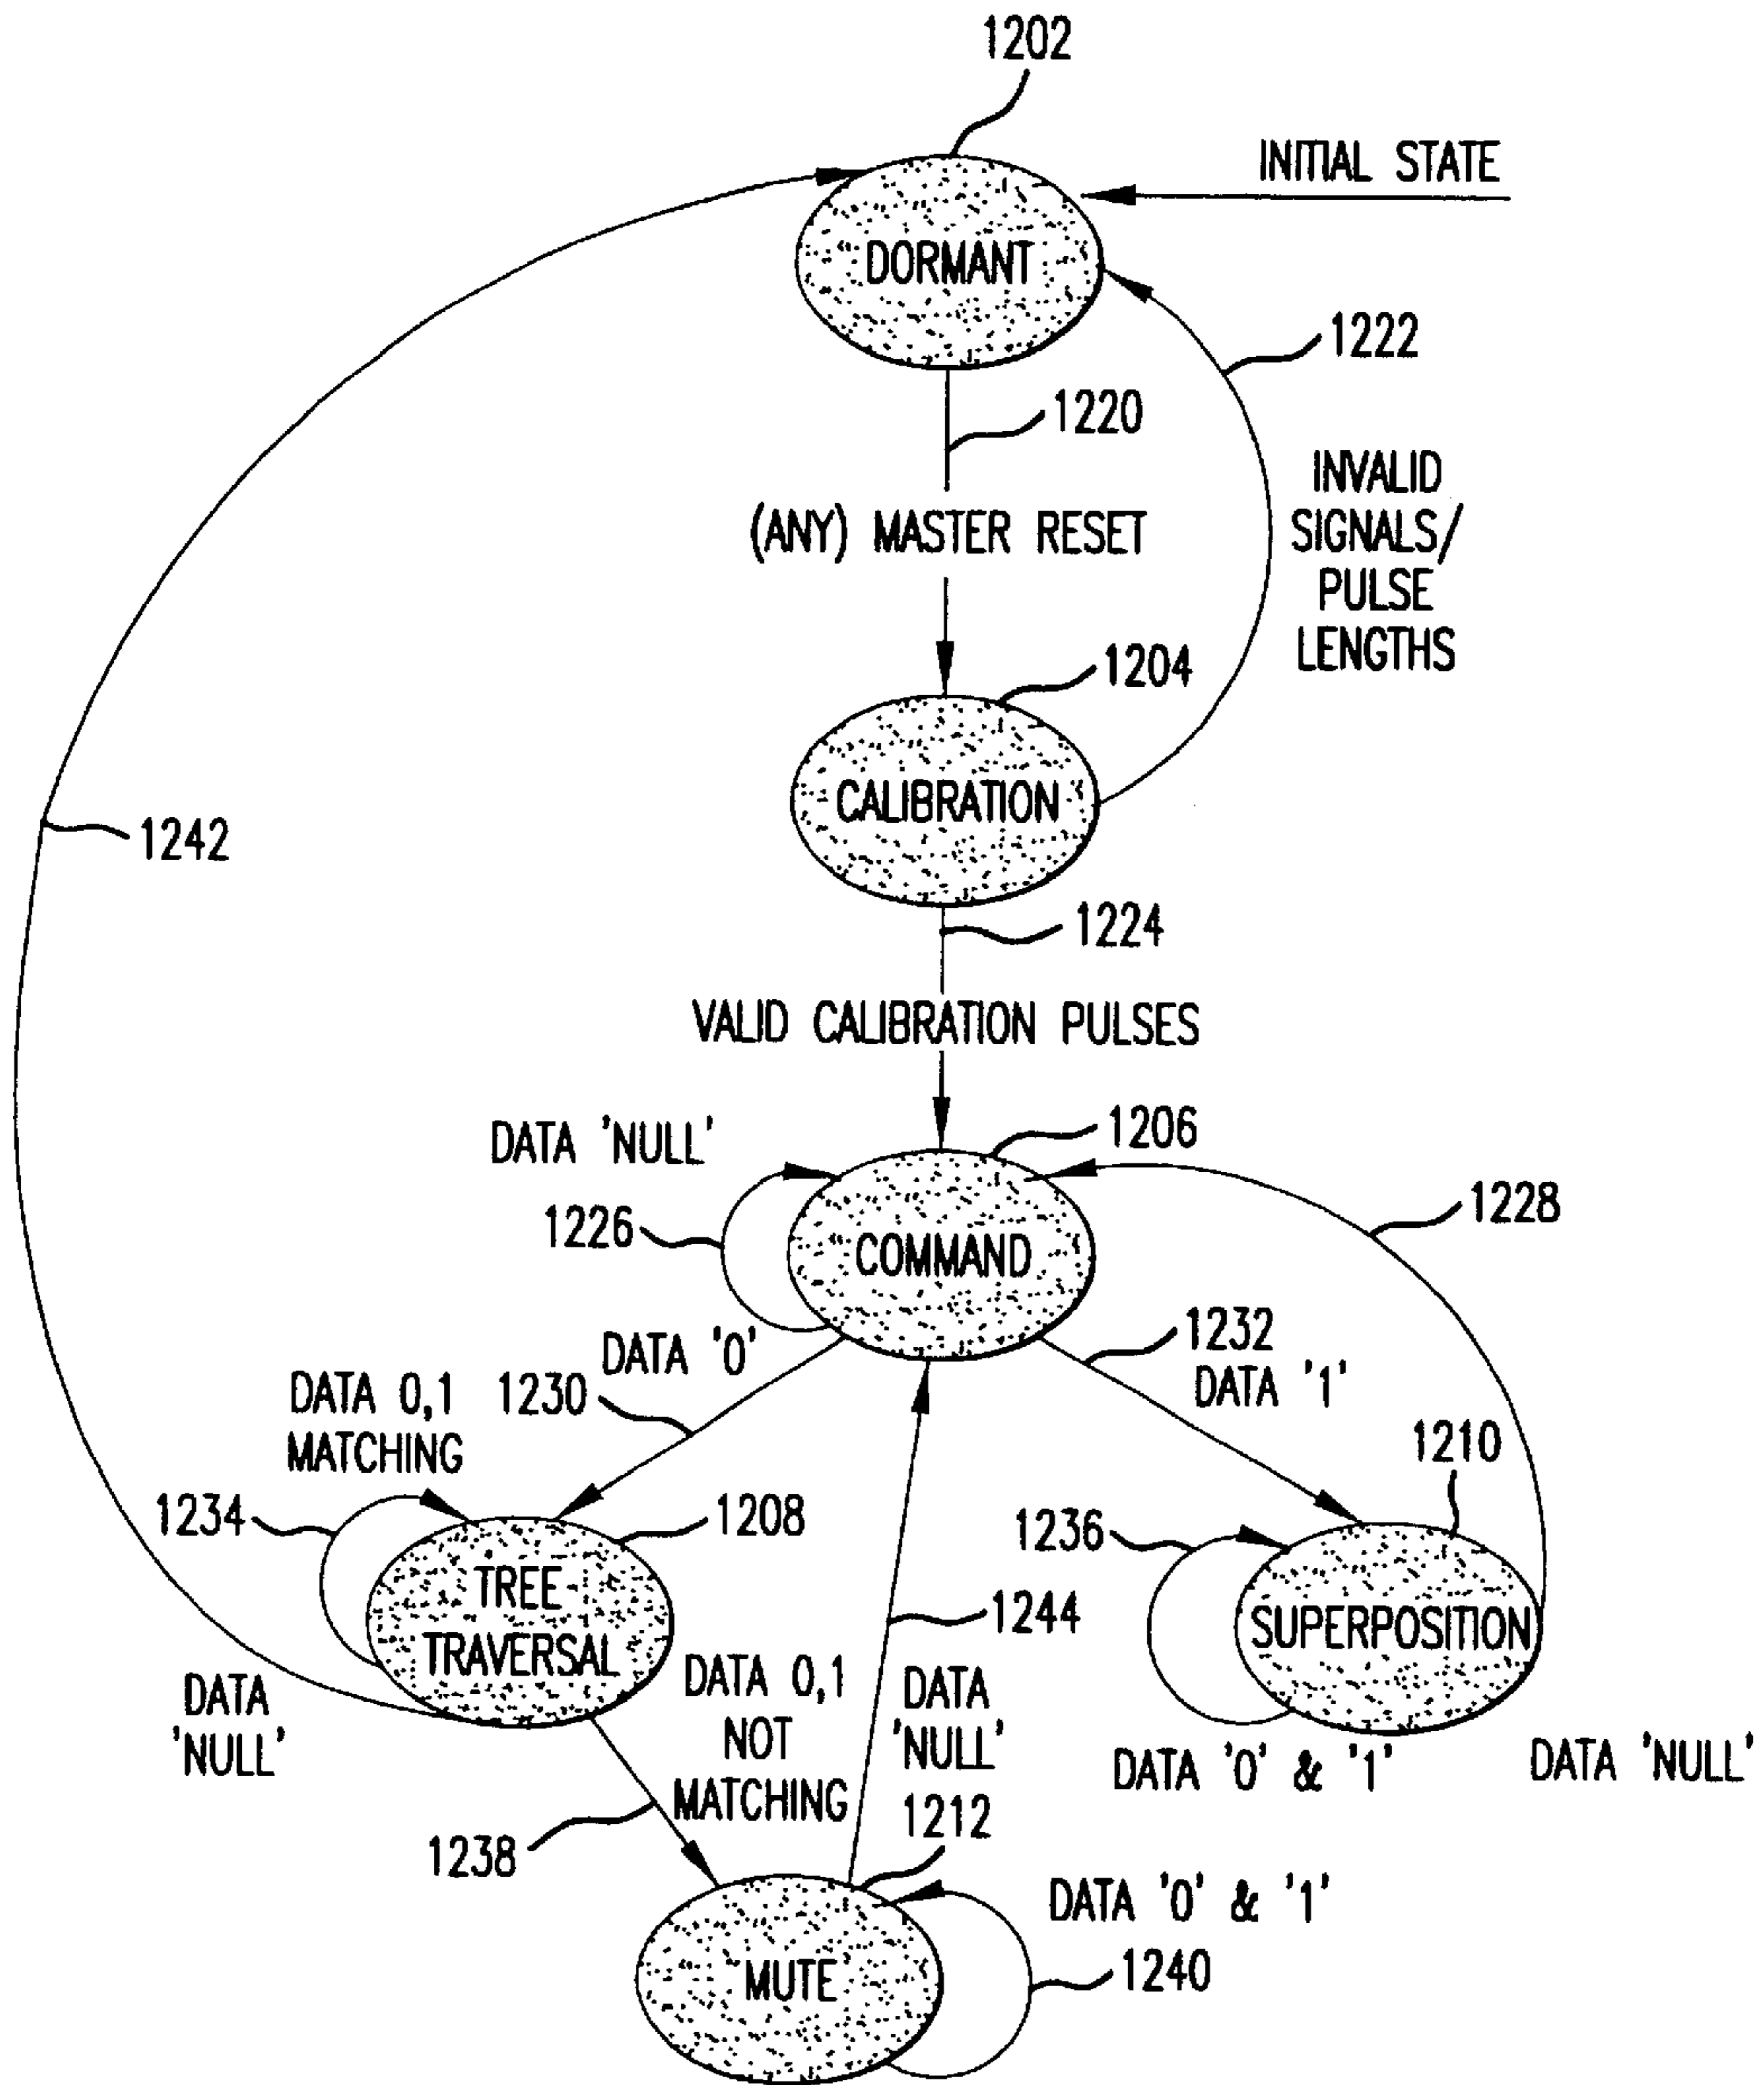 1202
INITIAL STATE
DORMANT
1222
1220
INVALID
SIGNALS/
PULSE
LENGTHS
(ANY) MASTER RESET
1204
CALIBRATION
1242
1224
VALID CALIBRATION PULSES
DATA 'NULL'
1206
1226
1228
COMMAND
DATA '0'
1232
DATA '1'
DATA 0,1
MATCHING
1230
1210
1234
1208
1236
TREE
TRAVERSAL
1244
SUPERPOSITION
DATA
'NULL'
DATA 0,1
NOT
MATCHING
DATA
'NULL'
1212
DATA '0' & '1'
DATA 'NULL'
1238
DATA '0' & '1'
MUTE
1240